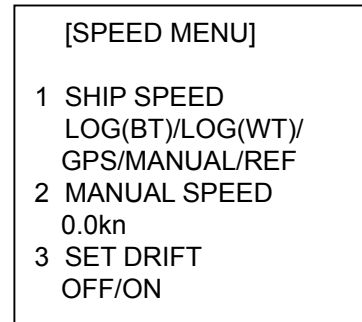 [SPEED MENU]
1 SHIP SPEED
LOG(BT)/LOG(WT)/
GPS/MANUAL/REF
2 MANUAL SPEED
0.0kn
3 SET DRIFT
OFF/ON